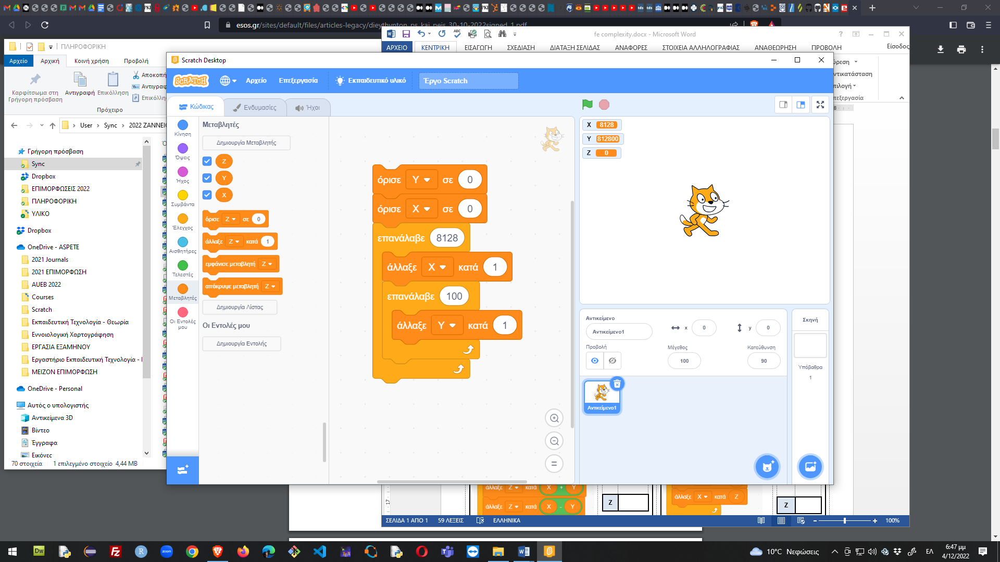 esos.gr/sites/default/files/articles-legacy/dieythynton_ps_kai_peis_30-10-2022signed_1.pdf
ΠΛΗΡΟΦΟΡΙΚΗ
Αρχείο
Αρχική
Κοινή χρήση
Προβολή
Καρφίτσωμα στη
Γρήγορη πρόσβαση
Αντιγραφή
Επικόλληση
Αποκοπή
Πρόχειρο
User
Sync
Γρήγορη πρόσβαση
Sync
Dropbox
ΕΠΙΜΟΡΦΩΣΕΙΣ 2022
ΠΛΗΡΟΦΟΡΙΚΗ
ΥΛΙΚΟ
Dropbox
OneDrive - ASPETE
2021 Journals
2021 ΕΠΙΜΟΡΦΩΣΗ
AUEB 2022
Courses
Scratch
Εκπαιδευτική Τεχνολογία - Θεωρία
Εννοιολογική Χαρτογράφηση
ΕΡΓΑΣΙΑ ΕΞΑΜΗΝΟΥ
Εργαστήριο Εκπαιδευτική Τεχνολογία -
ΜΕΙΖΟΝ ΕΠΙΜΟΡΦΩΣΗ
OneDrive - Personal
Αυτός ο υπολογιστής
Αντικείμενα 3D
Βίντεο
Έγγραφα
Εικόνες
70 στοιχεία
1 επιλεγμένο στοιχείο 4,44 MB
fe complexity.docx - Microsoft Word
ΑΡΧΕΙΟ
ΚΕΝΤΡΙΚΗ
ΕΙΣΑΓΩΓΗ
ΣΧΕΔΙΑΣΗ
ΔΙΑΤΑΞΗ ΣΕΛΙΔΑΣ
ΑΝΑΦΟΡΕΣ
ΣΤΟΙΧΕΙΑ ΑΛΛΗΛΟΓΡΑΦΙΑΣ
ΑΝΑΘΕΩΡΗΣΗ
ΠΡΟΒΟΛΗ
Είσοδος
Scratch Desktop
SCRATCH
Αρχείο
Επεξεργασία
Εκπαιδευτικό υλικό
Έργο Scratch
Κώδικας
Ενδυμασίες
Ήχοι
Κίνηση
Όψεις
Ήχος
Συμβάντα
Έλεγχος
Αισθητήρες
Τελεστές
Μεταβλητές
Οι Εντολές
μου
Μεταβλητές
Δημιουργία Μεταβλητής
Z
Y
X
όρισε Z σε 0
άλλαξε Z κατά 1
εμφάνισε μεταβλητή Z
απόκρυψε μεταβλητή Z
Δημιουργία Λίστας
Οι Εντολές μου
Δημιουργία Εντολής
όρισε Y σε 0
όρισε X σε 0
επανάλαβε 8128
άλλαξε X κατά 1
επανάλαβε 100
άλλαξε Y κατά 1
X 8128
Y 812800
Z 0
Αντικείμενο
Αντικείμενο1
x 0
y 0
Προβολή
Μέγεθος
Κατεύθυνση
100
90
Αντικείμενο1
Σκηνή
Υπόβαθρα
1
άλλαξε Z κατά X + Y
άλλαξε Z κατά X - Y
Z
άλλαξε X κατά Z
Z
17
ΣΕΛΙΔΑ 1 ΑΠΟ 1
59 ΛΕΞΕΙΣ
ΕΛΛΗΝΙΚΑ
100%
10°C Νεφώσεις
ΕΛ
6:47 μμ
4/12/2022